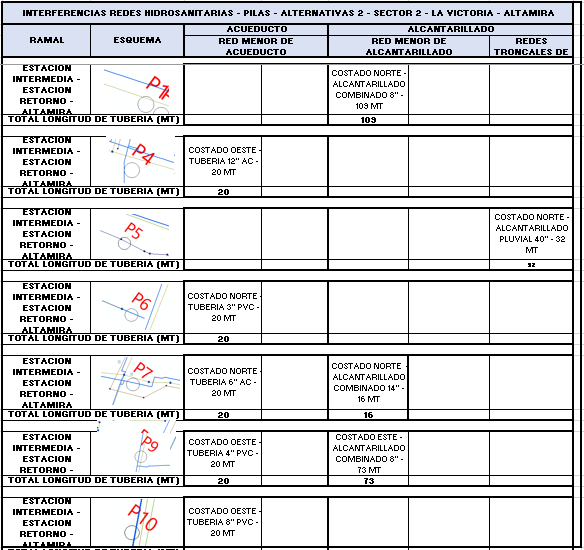 INTERFERENCIAS REDES HIDROSANITARIAS - PILAS - ALTERNATIVAS 2 - SECTOR 2 - LA VICTORIA - ALTAMIRA
RAMAL
ESQUEMA
ACUEDUCTO
ALCANTARILLADO
RED MENOR DE
ACUEDUCTO
RED MENOR DE
ALCANTARILLADO
REDES
TRONCALES DE
ESTACION
INTERMEDIA -
ESTACION
RETORNO -
ALTAMIRA
P1
COSTADO NORTE -
ALCANTARILLADO
COMBINADO 8" -
109 MT
TOTAL LONGITUD DE TUBERIA (MT)
109
ESTACION
INTERMEDIA -
ESTACION
RETORNO -
ALTAMIRA
P4
COSTADO OESTE -
TUBERIA 12" AC -
20 MT
TOTAL LONGITUD DE TUBERIA (MT)
20
ESTACION
INTERMEDIA -
ESTACION
RETORNO -
ALTAMIRA
P5
COSTADO NORTE -
ALCANTARILLADO
PLUVIAL 40" - 32
MT
TOTAL LONGITUD DE TUBERIA (MT)
32
ESTACION
INTERMEDIA -
ESTACION
RETORNO -
ALTAMIRA
P6
COSTADO NORTE -
TUBERIA 3" PVC -
20 MT
TOTAL LONGITUD DE TUBERIA (MT)
20
ESTACION
INTERMEDIA -
ESTACION
RETORNO -
ALTAMIRA
P7
COSTADO NORTE -
TUBERIA 6" AC -
20 MT
COSTADO NORTE -
ALCANTARILLADO
COMBINADO 14" -
16 MT
TOTAL LONGITUD DE TUBERIA (MT)
20
16
ESTACION
INTERMEDIA -
ESTACION
RETORNO -
P9
COSTADO OESTE -
TUBERIA 4" PVC -
20 MT
COSTADO ESTE -
ALCANTARILLADO
COMBINADO 8" -
73 MT
TOTAL LONGITUD DE TUBERIA (MT)
20
73
ESTACION
INTERMEDIA -
ESTACION
RETORNO -
P10
COSTADO OESTE -
TUBERIA 8" PVC -
20 MT